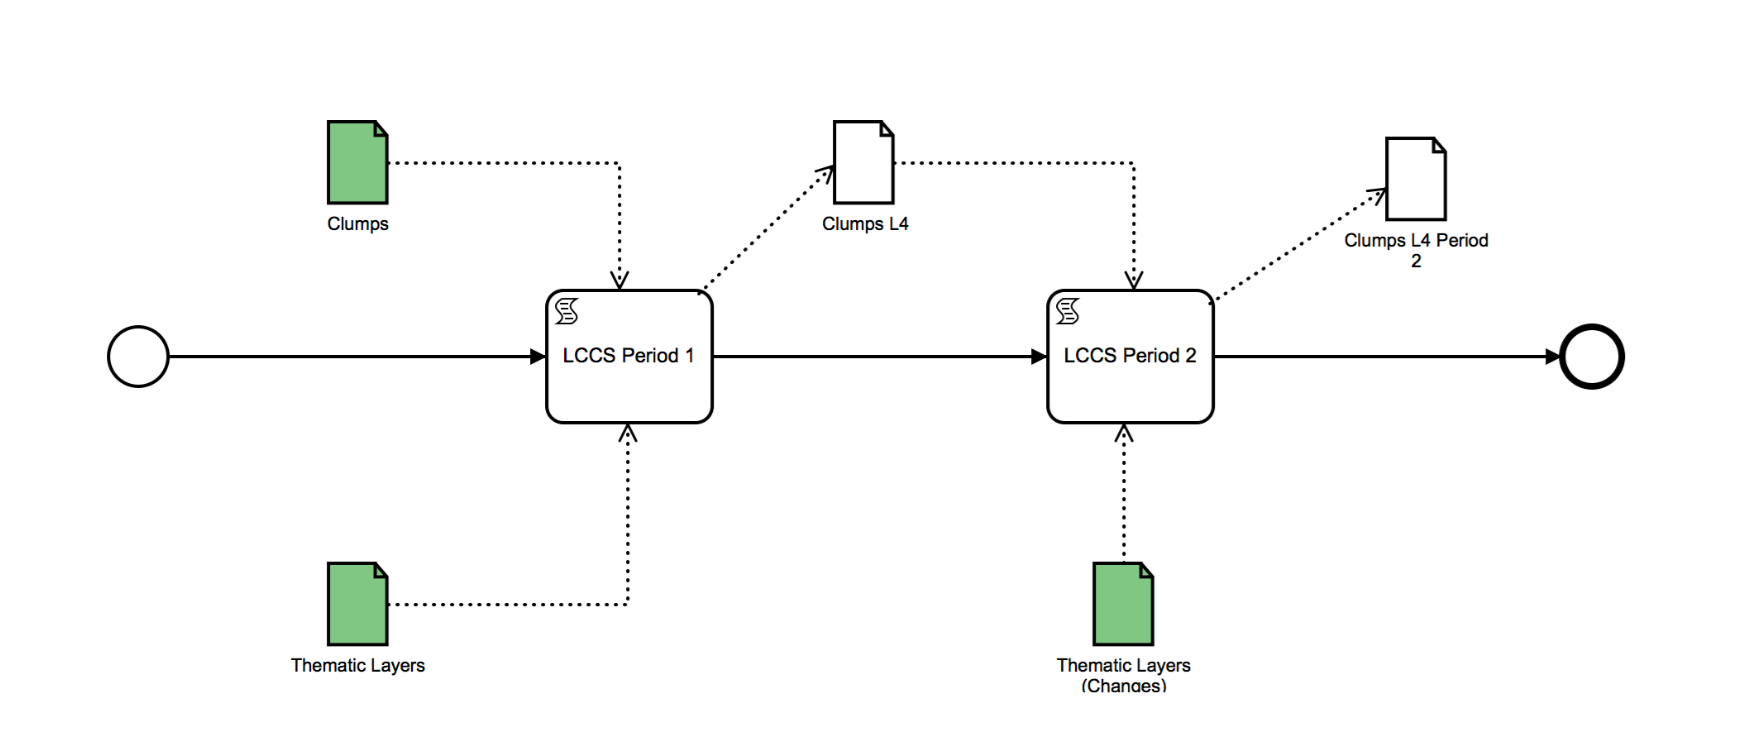 Clumps
Clumps L4
Clumps L4 Period
2
LCCS Period 1
LCCS Period 2
Thematic Layers
Thematic Layers
(Changes)